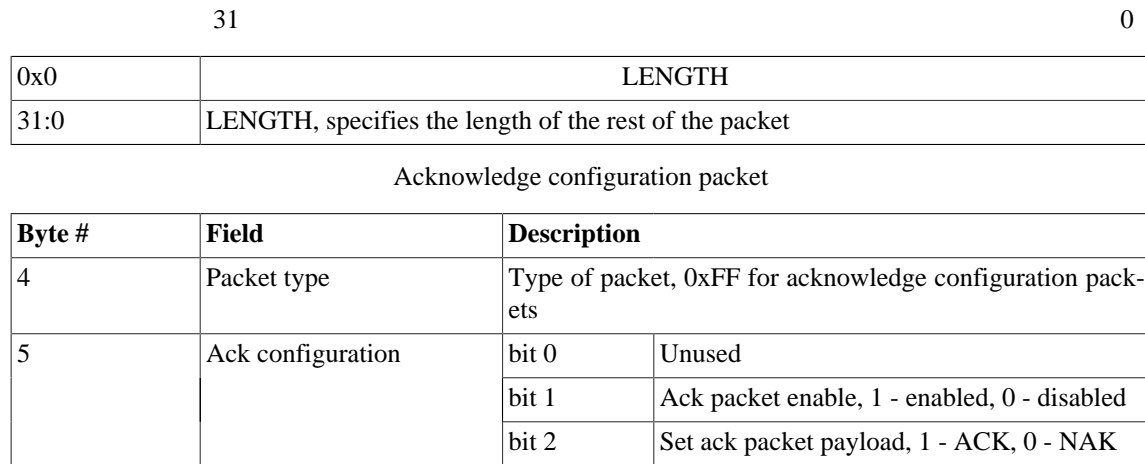 31 0
0x0 LENGTH
31:0 LENGTH, specifies the length of the rest of the packet
Acknowledge configuration packet
Byte # Field Description
4 Packet type Type of packet, 0xFF for acknowledge configuration pack-
ets
5 Ack configuration bit 0 Unused
bit 1 Ack packet enable, 1 - enabled, 0 - disabled
bit 2 Set ack packet payload, 1 - ACK, 0 - NAK